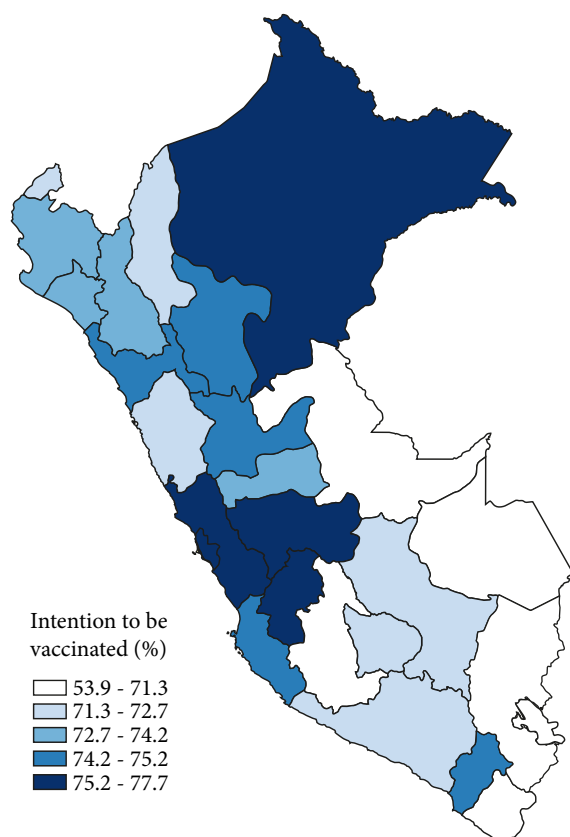 Intention to be
vaccinated (%)
53.9 - 71.3
71.3 - 72.7
72.7 - 74.2
74.2 - 75.2
75.2 - 77.7